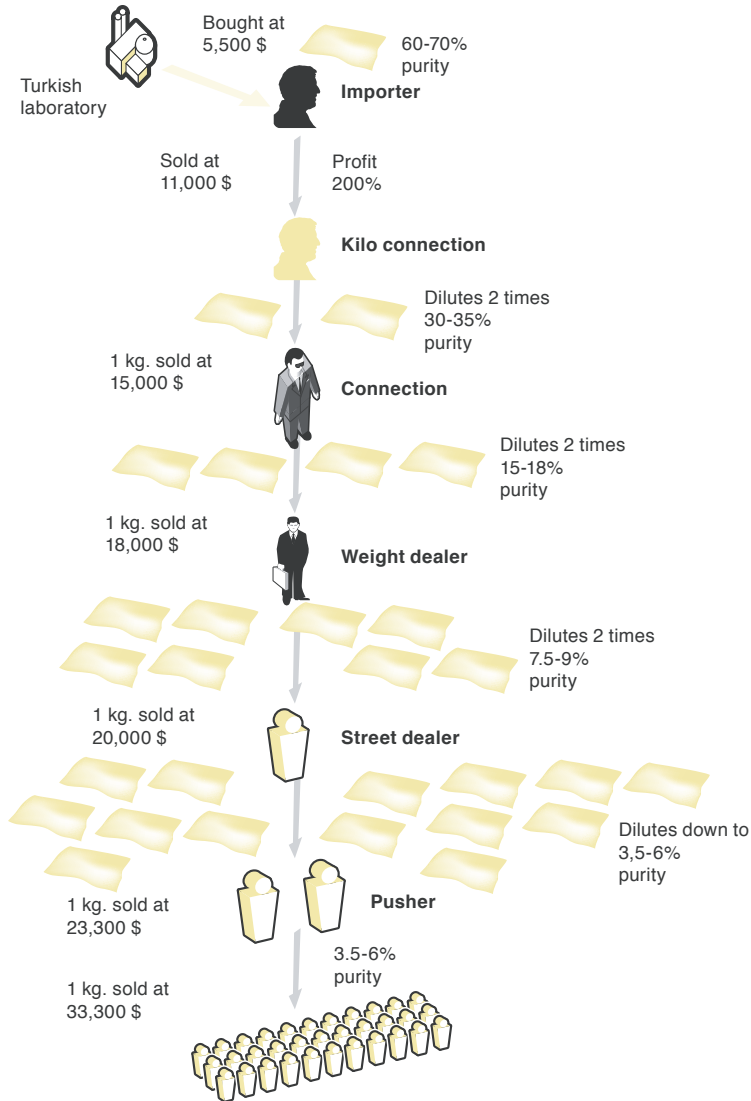 Bought at
5,500 $
60-70%
purity
Turkish
laboratory
Importer
Sold at
11,000 $
Profit
200%
Kilo connection
Dilutes 2 times
30-35%
purity
1 kg. sold at
15,000 $
Connection
Dilutes 2 times
15-18%
purity
1 kg. sold at
18,000 $
Weight dealer
Dilutes 2 times
7.5-9%
purity
1 kg. sold at
20,000 $
Street dealer
Dilutes down to
3,5-6%
purity
1 kg. sold at
23,300 $
Pusher
3.5-6%
purity
1 kg. sold at
33,300 $